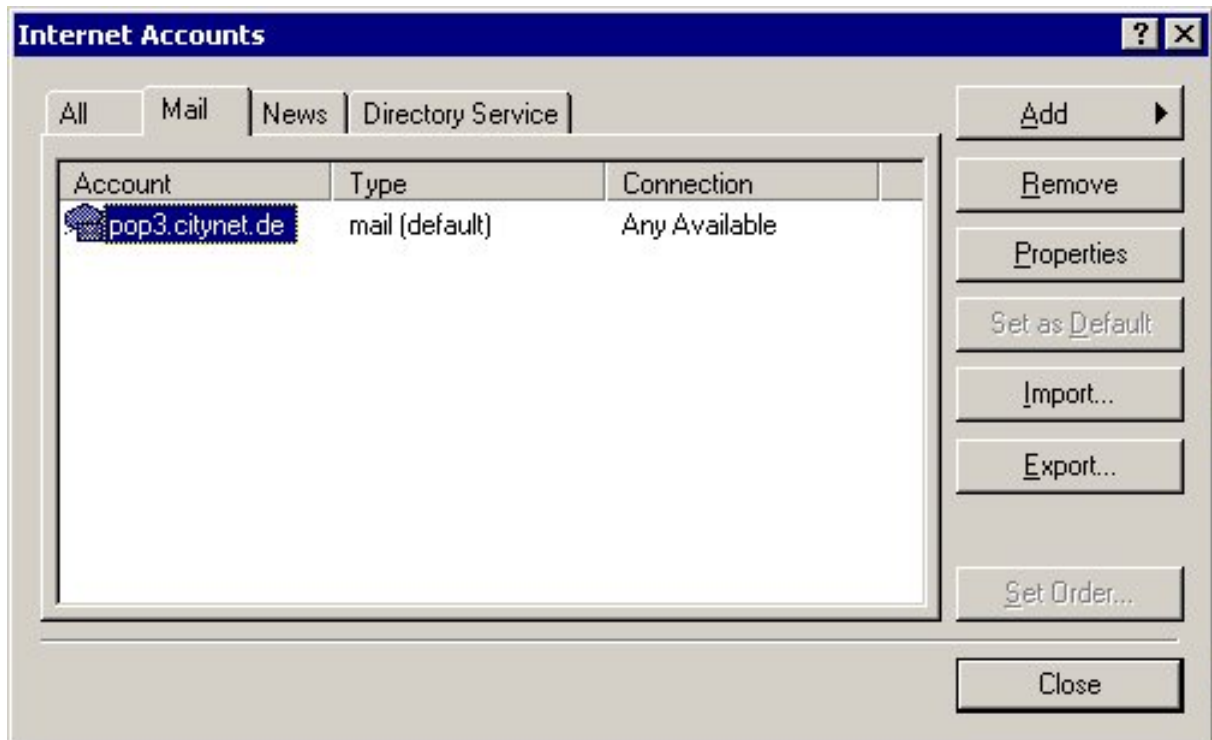 Internet Accounts
All Mail News Directory Service
Add
Account Type Connection
Remove
pop3.citynet.de mail (default) Any Available
Properties
Set as Default
Import...
Export...
Set Order...
Close